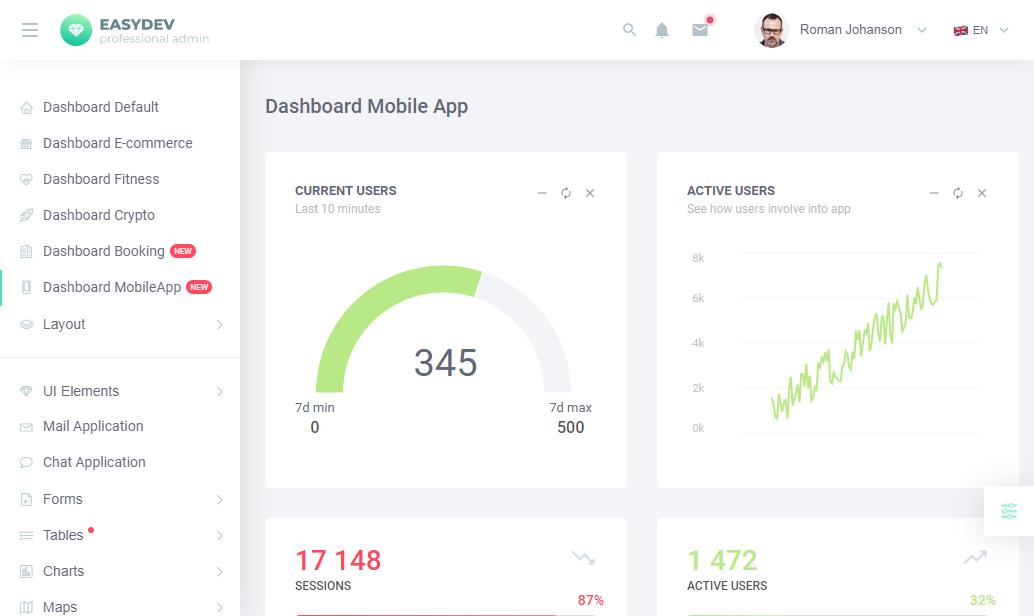 EASYDEV
professional admin
Roman Johanson
EN
Dashboard Default
Dashboard E-commerce
Dashboard Fitness
Dashboard Crypto
Dashboard Booking NEW
Dashboard MobileApp NEW
Layout
UI Elements
Mail Application
Chat Application
Forms
Tables
Charts
Maps
Dashboard Mobile App
CURRENT USERS
Last 10 minutes
345
7d min
0
7d max
500
ACTIVE USERS
See how users involve into app
8k
6k
4k
2k
0k
17 148
SESSIONS
87%
1 472
ACTIVE USERS
32%